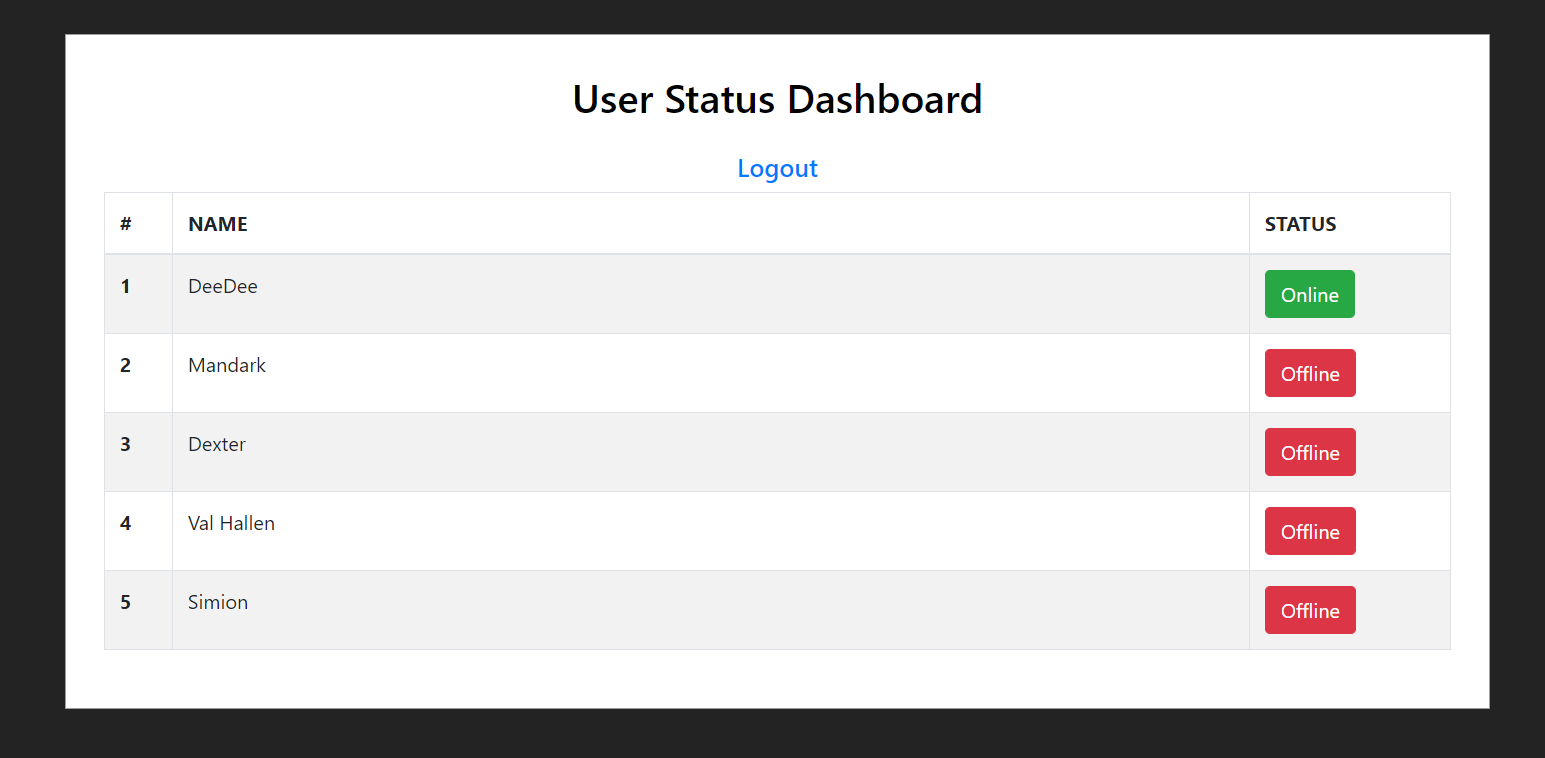 User Status Dashboard
Logout
# NAME STATUS
1 DeeDee Online
2 Mandark Offline
3 Dexter Offline
4 Val Hallen Offline
5 Simion Offline